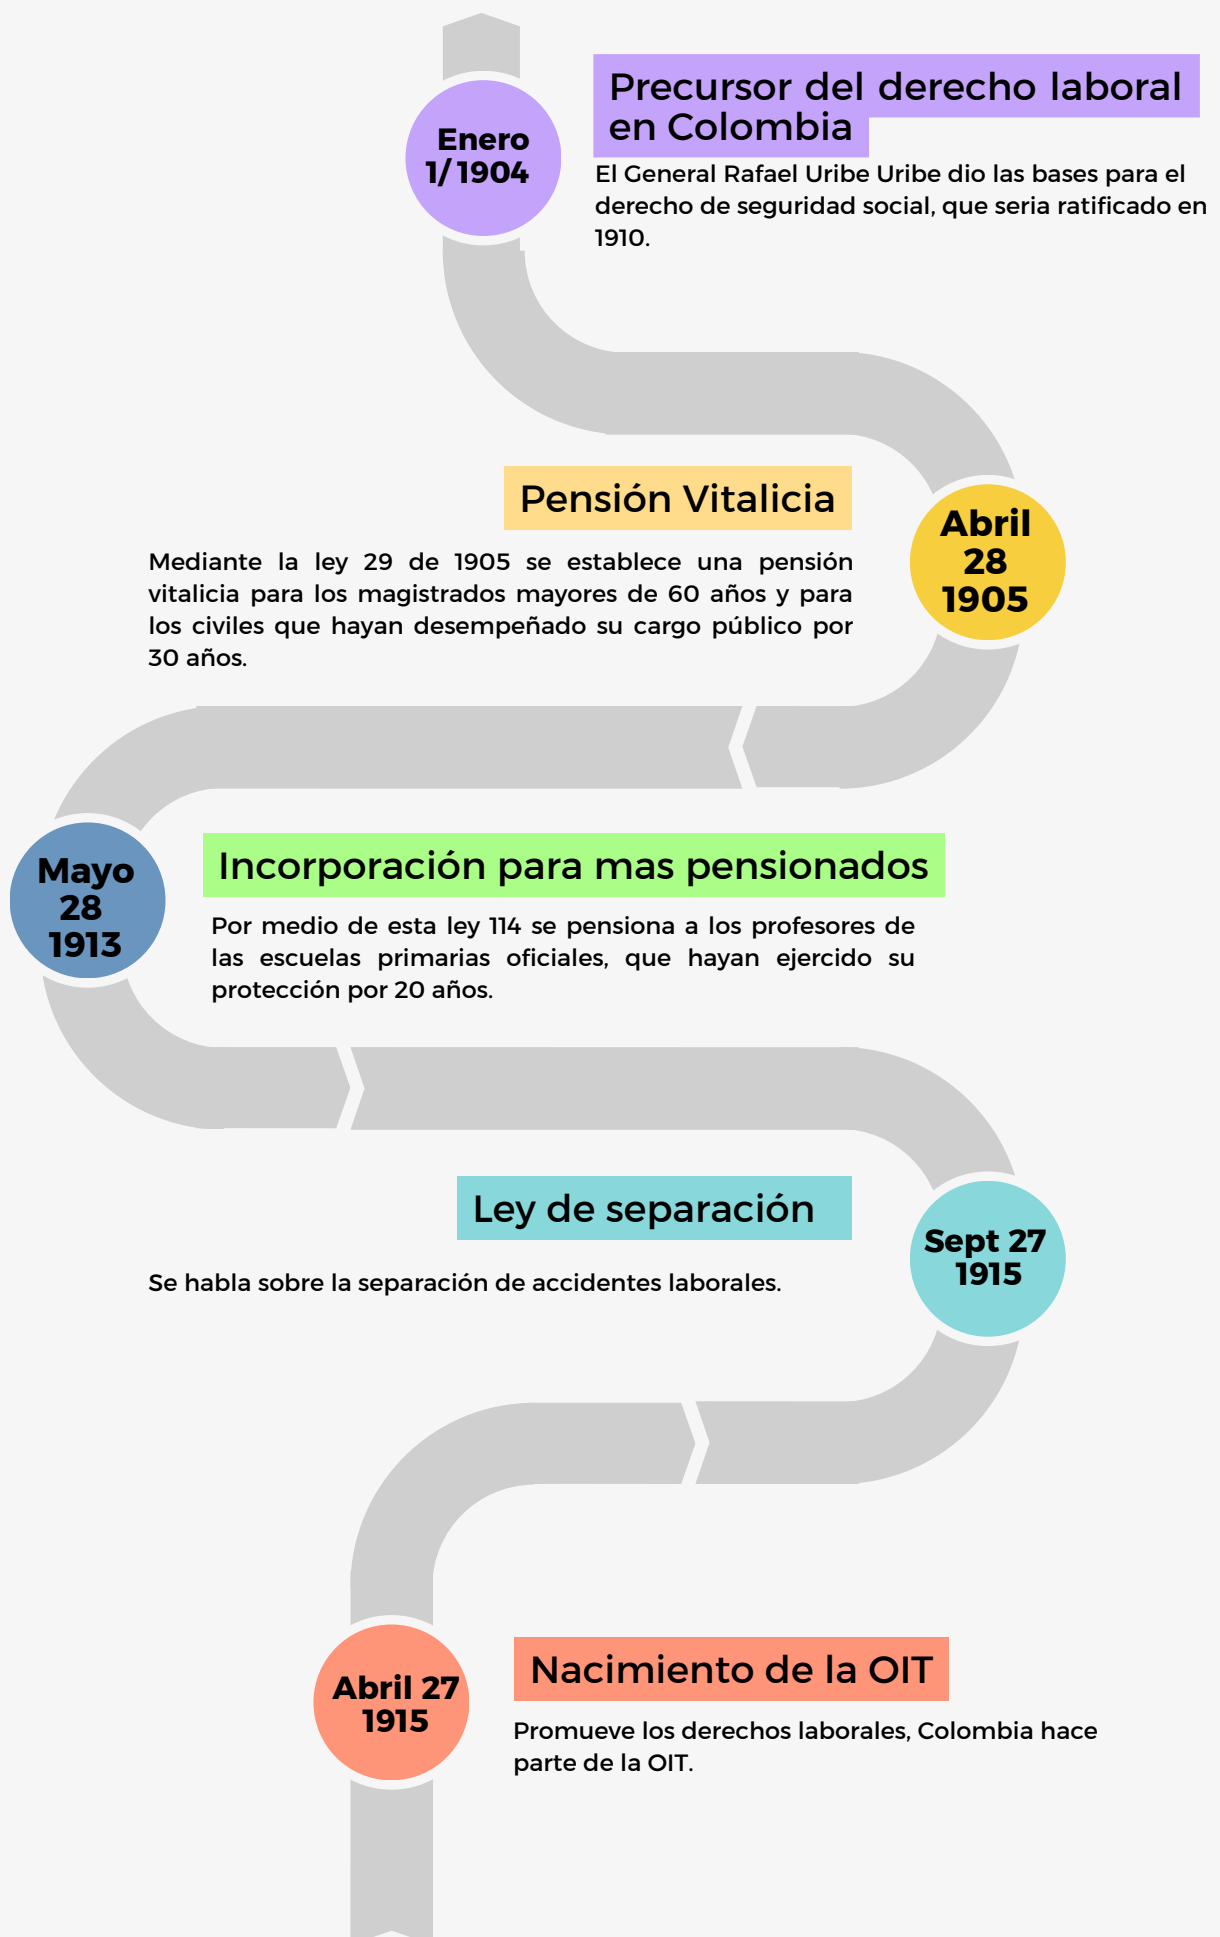 Enero
1/ 1904
Precursor del derecho laboral
en Colombia
El General Rafael Uribe Uribe dio las bases para el
derecho de seguridad social, que seria ratificado en
1910.
Pensión Vitalicia
Mediante la ley 29 de 1905 se establece una pensión
vitalicia para los magistrados mayores de 60 años y para
los civiles que hayan desempeñado su cargo público por
30 años.
Abril
28
1905
Mayo
28
1913
Incorporación para mas pensionados
Por medio de esta ley 114 se pensiona a los profesores de
las escuelas primarias oficiales, que hayan ejercido su
protección por 20 años.
Ley de separación
Se habla sobre la separación de accidentes laborales.
Sept 27
1915
Abril 27
1915
Nacimiento de la OIT
Promueve los derechos laborales, Colombia hace
parte de la OIT.